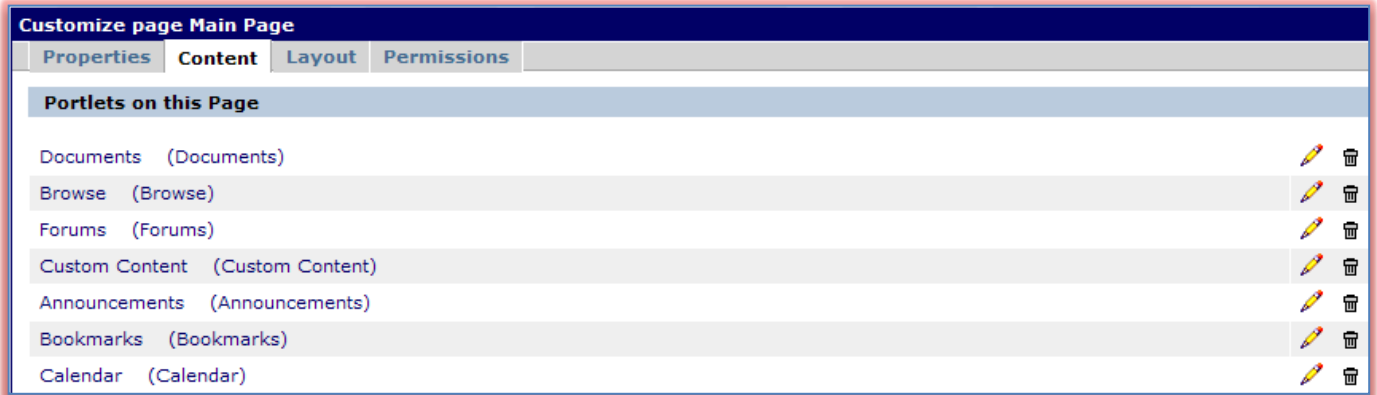 Customize page Main Page
Properties Content Layout Permissions
Portlets on this Page
Documents (Documents)
Browse (Browse)
Forums (Forums)
Custom Content (Custom Content)
Announcements (Announcements)
Bookmarks (Bookmarks)
Calendar (Calendar)